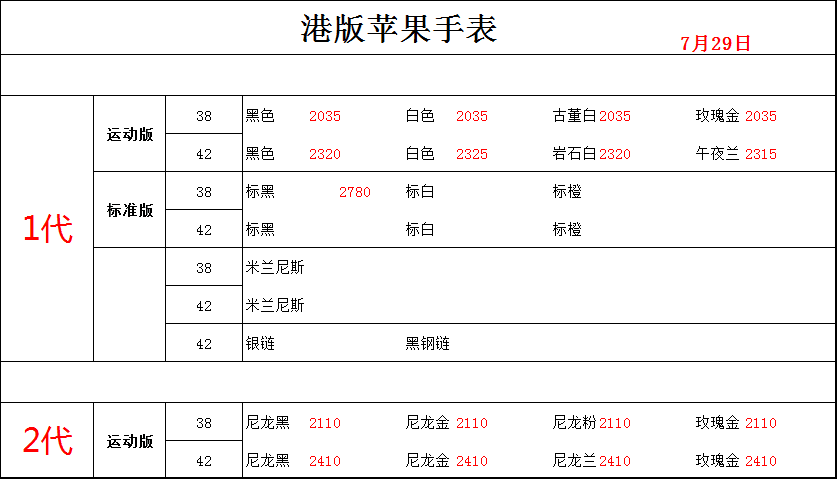 港版苹果手表
7月29日
1代 运动版 38 黑色 2035 白色 2035 古董白 2035 玫瑰金 2035
42 黑色 2320 白色 2325 岩石白 2320 午夜兰 2315
标准版 38 标黑 2780 标白 标橙
42 标黑 标白 标橙
38 米兰尼斯
42 米兰尼斯
42 银链 黑钢链
2代 运动版 38 尼龙黑 2110 尼龙金 2110 尼龙粉 2110 玫瑰金 2110
42 尼龙黑 2410 尼龙金 2410 尼龙兰 2410 玫瑰金 2410